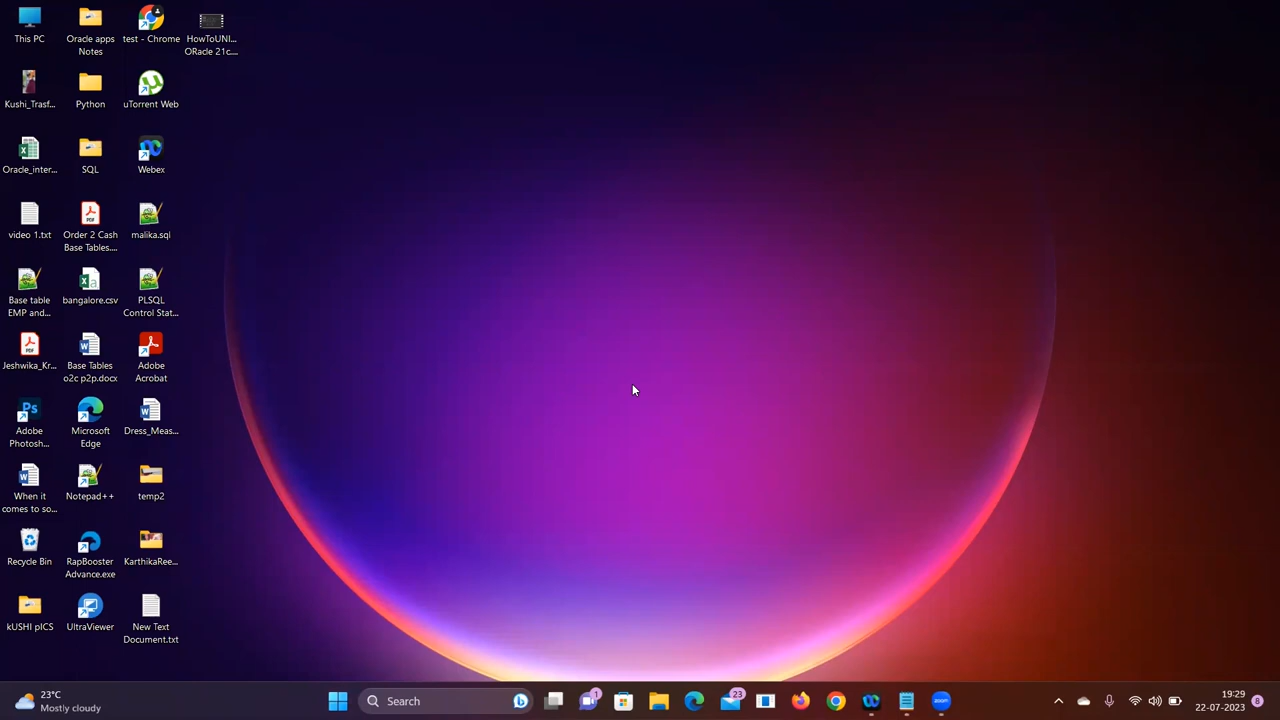 This PC
Oracle apps
Notes
test - Chrome
HowToUNI...
ORacle 21c....
Kushi_Trasf...
Python
uTorrent Web
Oracle_inter...
SQL
Webex
video 1.txt
Order 2 Cash
Base Tables....
malika.sql
Base table
EMP and...
bangalore.csv
PLSQL
Control Stat...
Jeshwika_Kr...
Base Tables
o2c p2p.docx
Adobe
Acrobat
Adobe
Photosh...
Microsoft
Edge
Dress_Meas...
When it
comes to so...
Notepad++
temp2
Recycle Bin
RapBooster
Advance.exe
KarthikaRee...
kUSHI pICS
UltraViewer
New Text
Document.txt
23°C
Mostly cloudy
Search
1
23
zoom
19:29
22-07-2023
8